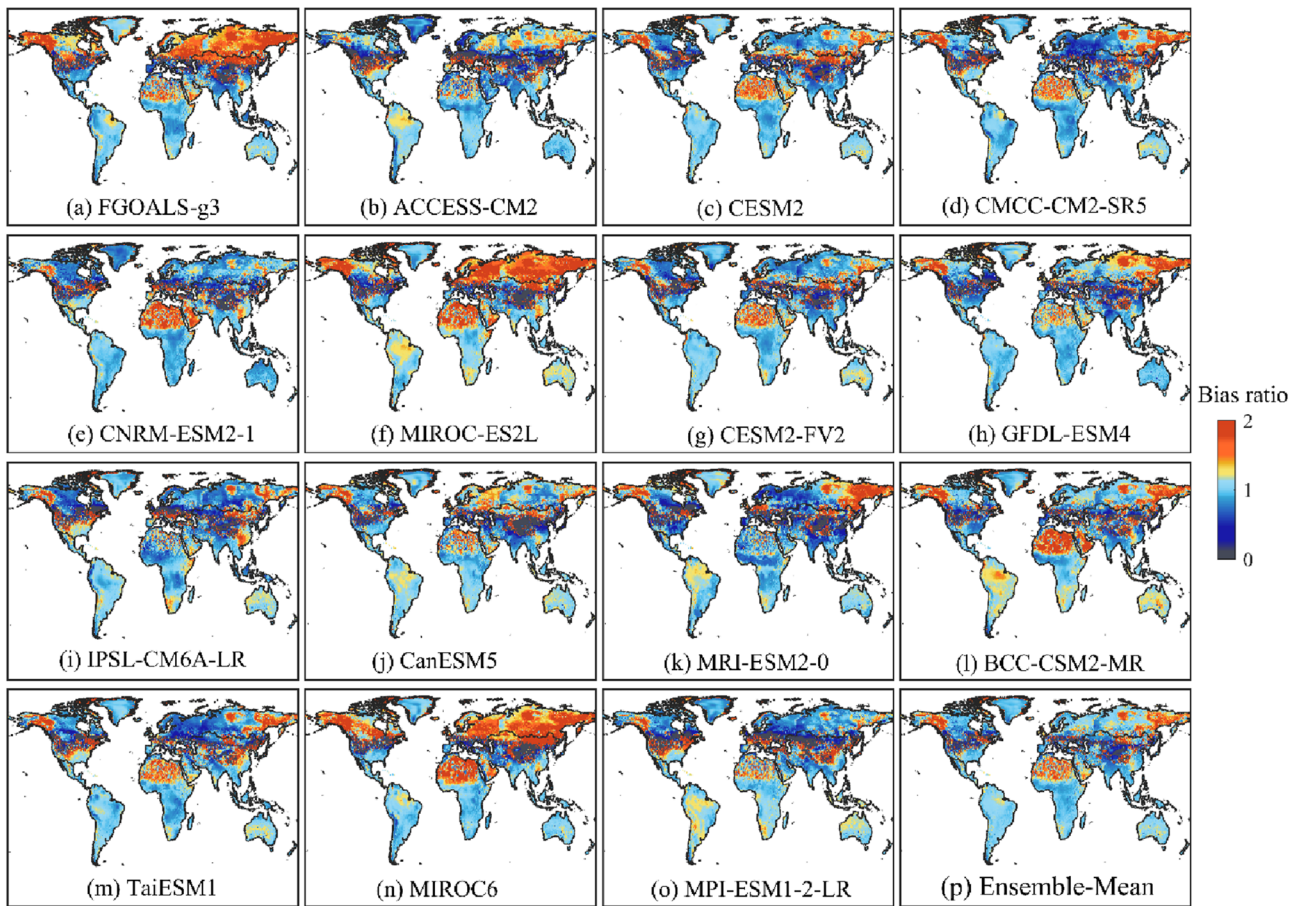 (a) FGOALS-g3
(b) ACCESS-CM2
(c) CESM2
(d) CMCC-CM2-SR5
(e) CNRM-ESM2-1
(f) MIROC-ES2L
(g) CESM2-FV2
(h) GFDL-ESM4
Bias ratio
2
1
0
(i) IPSL-CM6A-LR
(j) CanESM5
(k) MRI-ESM2-0
(l) BCC-CSM2-MR
(m) TaiESM1
(n) MIROC6
(o) MPI-ESM1-2-LR
(p) Ensemble-Mean